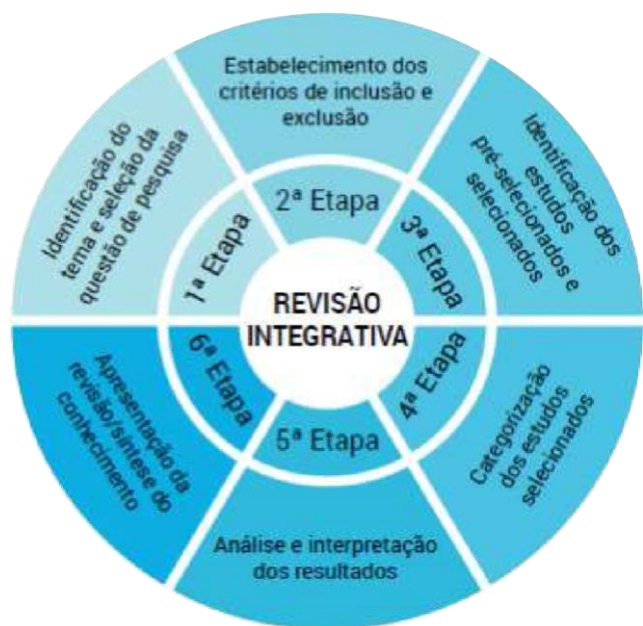 REVISÃO
INTEGRATIVA
1ª Etapa
Identificação do
tema e seleção da
questão de pesquisa
2ª Etapa
Estabelecimento dos
critérios de inclusão e
exclusão
3ª Etapa
Identificação dos
estudos
pré-selecionados e
selecionados
4ª Etapa
Categorização
dos estudos
selecionados
5ª Etapa
Análise e interpretação
dos resultados
6ª Etapa
Apresentação da
revisão/síntese do
conhecimento